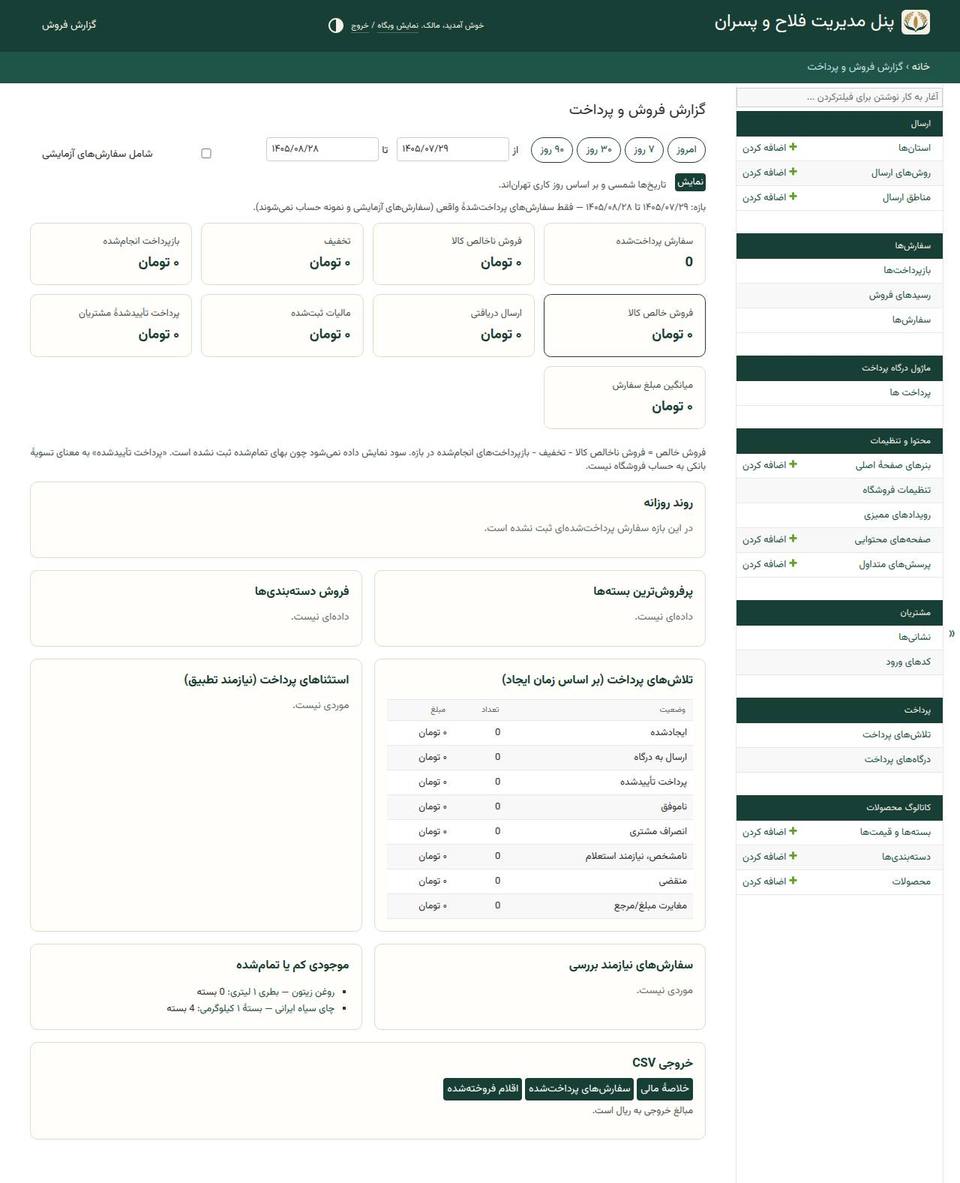 پنل مدیریت فلاح و پسران
خوش آمدید، مالک. نمایش وبگاه / خروج
گزارش فروش
خانه › گزارش فروش و پرداخت
آغار به کار نوشتن برای فیلترکردن ...
ارسال
استان‌ها
اضافه کردن
روش‌های ارسال
اضافه کردن
مناطق ارسال
اضافه کردن
سفارش‌ها
بازپرداخت‌ها
رسیدهای فروش
سفارش‌ها
ماژول درگاه پرداخت
پرداخت ها
محتوا و تنظیمات
بنرهای صفحهٔ اصلی
اضافه کردن
تنظیمات فروشگاه
رویدادهای ممیزی
صفحه‌های محتوایی
اضافه کردن
پرسش‌های متداول
اضافه کردن
مشتریان
نشانی‌ها
کدهای ورود
پرداخت
تلاش‌های پرداخت
درگاه‌های پرداخت
کاتالوگ محصولات
بسته‌ها و قیمت‌ها
اضافه کردن
دسته‌بندی‌ها
اضافه کردن
محصولات
اضافه کردن
»
گزارش فروش و پرداخت
امروز
۷ روز
۳۰ روز
۹۰ روز
از
۱۴۰۵/۰۷/۲۹
تا
۱۴۰۵/۰۸/۲۸
شامل سفارش‌های آزمایشی
نمایش
تاریخ‌ها شمسی و بر اساس روز کاری تهران‌اند.
بازه: ۱۴۰۵/۰۷/۲۹ تا ۱۴۰۵/۰۸/۲۸ — فقط سفارش‌های پرداخت‌شدهٔ واقعی (سفارش‌های آزمایشی و نمونه حساب نمی‌شوند).
سفارش پرداخت‌شده
0
فروش ناخالص کالا
۰ تومان
تخفیف
۰ تومان
بازپرداخت انجام‌شده
۰ تومان
فروش خالص کالا
۰ تومان
ارسال دریافتی
۰ تومان
مالیات ثبت‌شده
۰ تومان
پرداخت تأییدشدهٔ مشتریان
۰ تومان
میانگین مبلغ سفارش
۰ تومان
فروش خالص = فروش ناخالص کالا - تخفیف - بازپرداخت‌های انجام‌شده در بازه. سود نمایش داده نمی‌شود چون بهای تمام‌شده ثبت نشده است. «پرداخت تأییدشده» به معنای تسویهٔ
بانکی به حساب فروشگاه نیست.
روند روزانه
در این بازه سفارش پرداخت‌شده‌ای ثبت نشده است.
پرفروش‌ترین بسته‌ها
داده‌ای نیست.
فروش دسته‌بندی‌ها
داده‌ای نیست.
تلاش‌های پرداخت (بر اساس زمان ایجاد)
وضعیت تعداد مبلغ
ایجادشده 0 ۰ تومان
ارسال به درگاه 0 ۰ تومان
پرداخت تأییدشده 0 ۰ تومان
ناموفق 0 ۰ تومان
انصراف مشتری 0 ۰ تومان
نامشخص، نیازمند استعلام 0 ۰ تومان
منقضی 0 ۰ تومان
مغایرت مبلغ/مرجع 0 ۰ تومان
استثناهای پرداخت (نیازمند تطبیق)
موردی نیست.
سفارش‌های نیازمند بررسی
موردی نیست.
موجودی کم یا تمام‌شده
روغن زیتون — بطری ۱ لیتری: 0 بسته
چای سیاه ایرانی — بستهٔ ۱ کیلوگرمی: 4 بسته
خروجی CSV
خلاصهٔ مالی
سفارش‌های پرداخت‌شده
اقلام فروخته‌شده
مبالغ خروجی به ریال است.